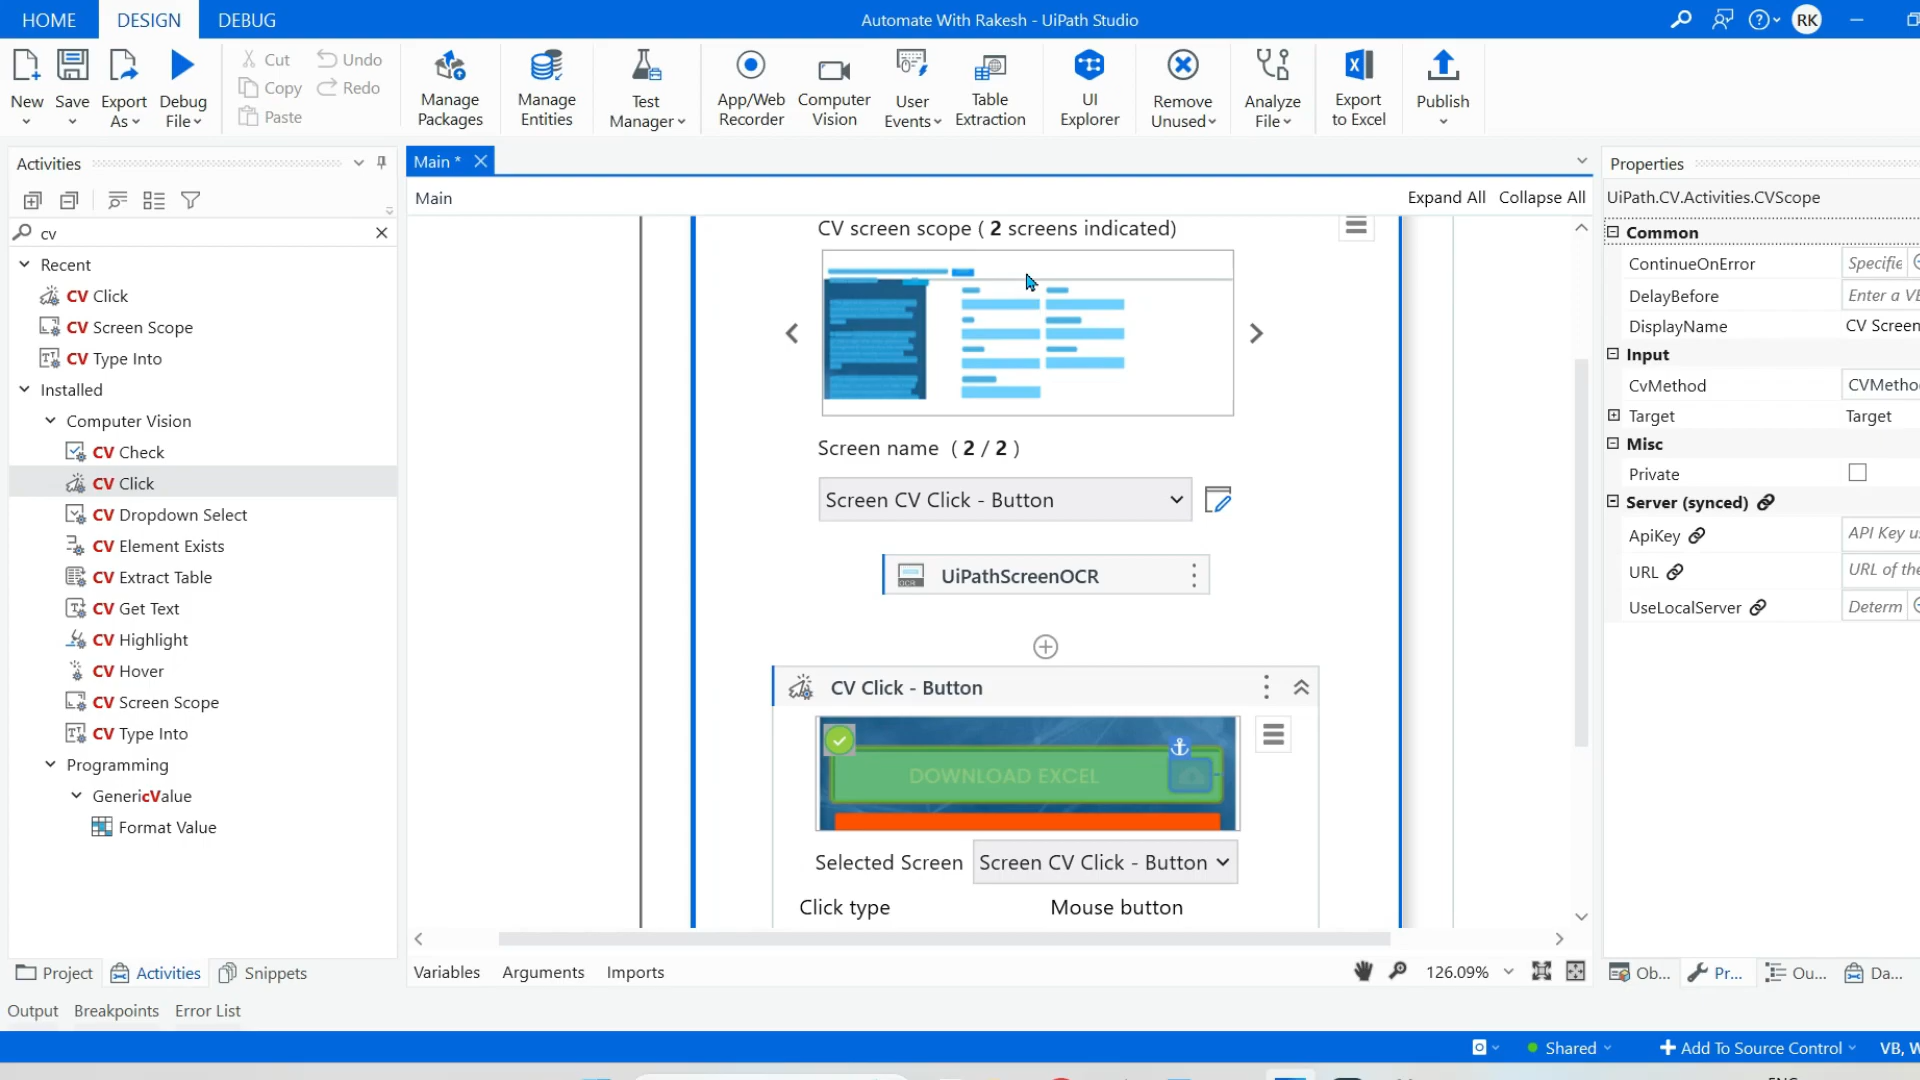 HOME DESIGN DEBUG Automate With Rakesh - UiPath Studio RK
New Save Export As Debug File
Cut Undo
Copy Redo
Paste
Manage Packages
Manage Entities
Test Manager
App/Web Recorder
Computer Vision
User Events
Table Extraction
UI Explorer
Remove Unused
Analyze File
Export to Excel
Publish
Activities
cv
Recent
CV Click
CV Screen Scope
CV Type Into
Installed
Computer Vision
CV Check
CV Click
CV Dropdown Select
CV Element Exists
CV Extract Table
CV Get Text
CV Highlight
CV Hover
CV Screen Scope
CV Type Into
Programming
GenericValue
Format Value
Project Activities Snippets
Main *
Main Expand All Collapse All
CV screen scope ( 2 screens indicated)
Screen name ( 2 / 2 )
Screen CV Click - Button
OCR UiPathScreenOCR
CV Click - Button
DOWNLOAD EXCEL
Selected Screen Screen CV Click - Button
Click type Mouse button
Variables Arguments Imports 126.09%
Properties
UiPath.CV.Activities.CVScope
Common
ContinueOnError Specifie
DelayBefore Enter a VB
DisplayName CV Screen
Input
CvMethod CVMetho
Target Target
Misc
Private
Server (synced)
ApiKey API Key u
URL URL of the
UseLocalServer Determ
Ob... Pr... Ou... Da...
Output Breakpoints Error List
Shared Add To Source Control VB, W